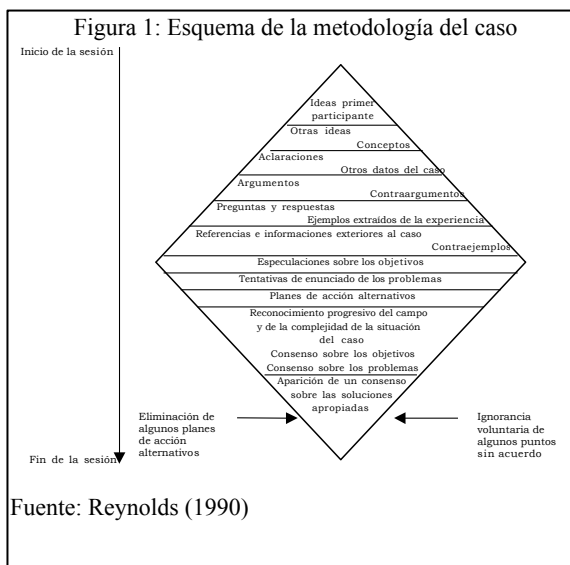 Figura 1: Esquema de la metodología del caso
Inicio de la sesión
Ideas primer
participante
Otras ideas
Conceptos
Aclaraciones
Otros datos del caso
Argumentos
Contraargumentos
Preguntas y respuestas
Ejemplos extraídos de la experiencia
Referencias e informaciones exteriores al caso
Contraejemplos
Especulaciones sobre los objetivos
Tentativas de enunciado de los problemas
Planes de acción alternativos
Reconocimiento progresivo del campo
y de la complejidad de la situación
del caso
Consenso sobre los objetivos
Consenso sobre los problemas
Aparición de un consenso
sobre las soluciones
apropiadas
Eliminación de
algunos planes
de acción
alternativos
Ignorancia
voluntaria de
algunos puntos
sin acuerdo
Fin de la sesión
Fuente: Reynolds (1990)